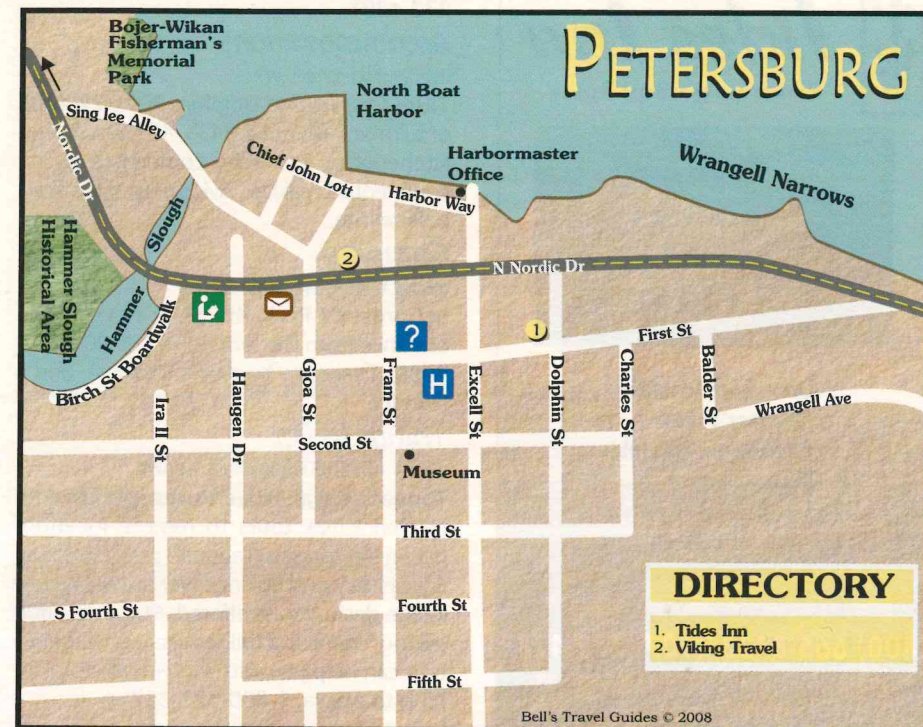 PETERSBURG
Bojer-Wikan
Fisherman's
Memorial
Park
North Boat
Harbor
Sing lee Alley
Chief John Lott
Harbormaster
Office
Harbor Way
Wrangell Narrows
Nordic Dr
Slough
Hammer
Hammer Slough
Historical Area
2
N Nordic Dr
?
1
First St
H
Birch St Boardwalk
Ira II St
Haugen Dr
Gjoa St
Fram St
Excell St
Dolphin St
Charles St
Balder St
Wrangell Ave
Second St
Museum
Third St
S Fourth St
Fourth St
Fifth St
DIRECTORY
1. Tides Inn
2. Viking Travel
Bell's Travel Guides © 2008